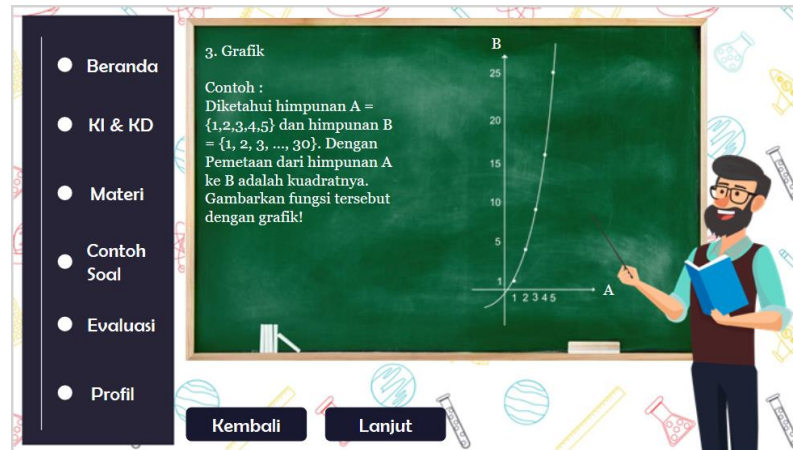 Beranda
KI & KD
Materi
Contoh
Soal
Evaluasi
Profil
3. Grafik
Contoh :
Diketahui himpunan A =
{1,2,3,4,5} dan himpunan B
= {1, 2, 3, ..., 30}. Dengan
Pemetaan dari himpunan A
ke B adalah kuadratnya.
Gambarkan fungsi tersebut
dengan grafik!
B
25
20
15
10
5
1
1 2 3 4 5
A
Kembali
Lanjut